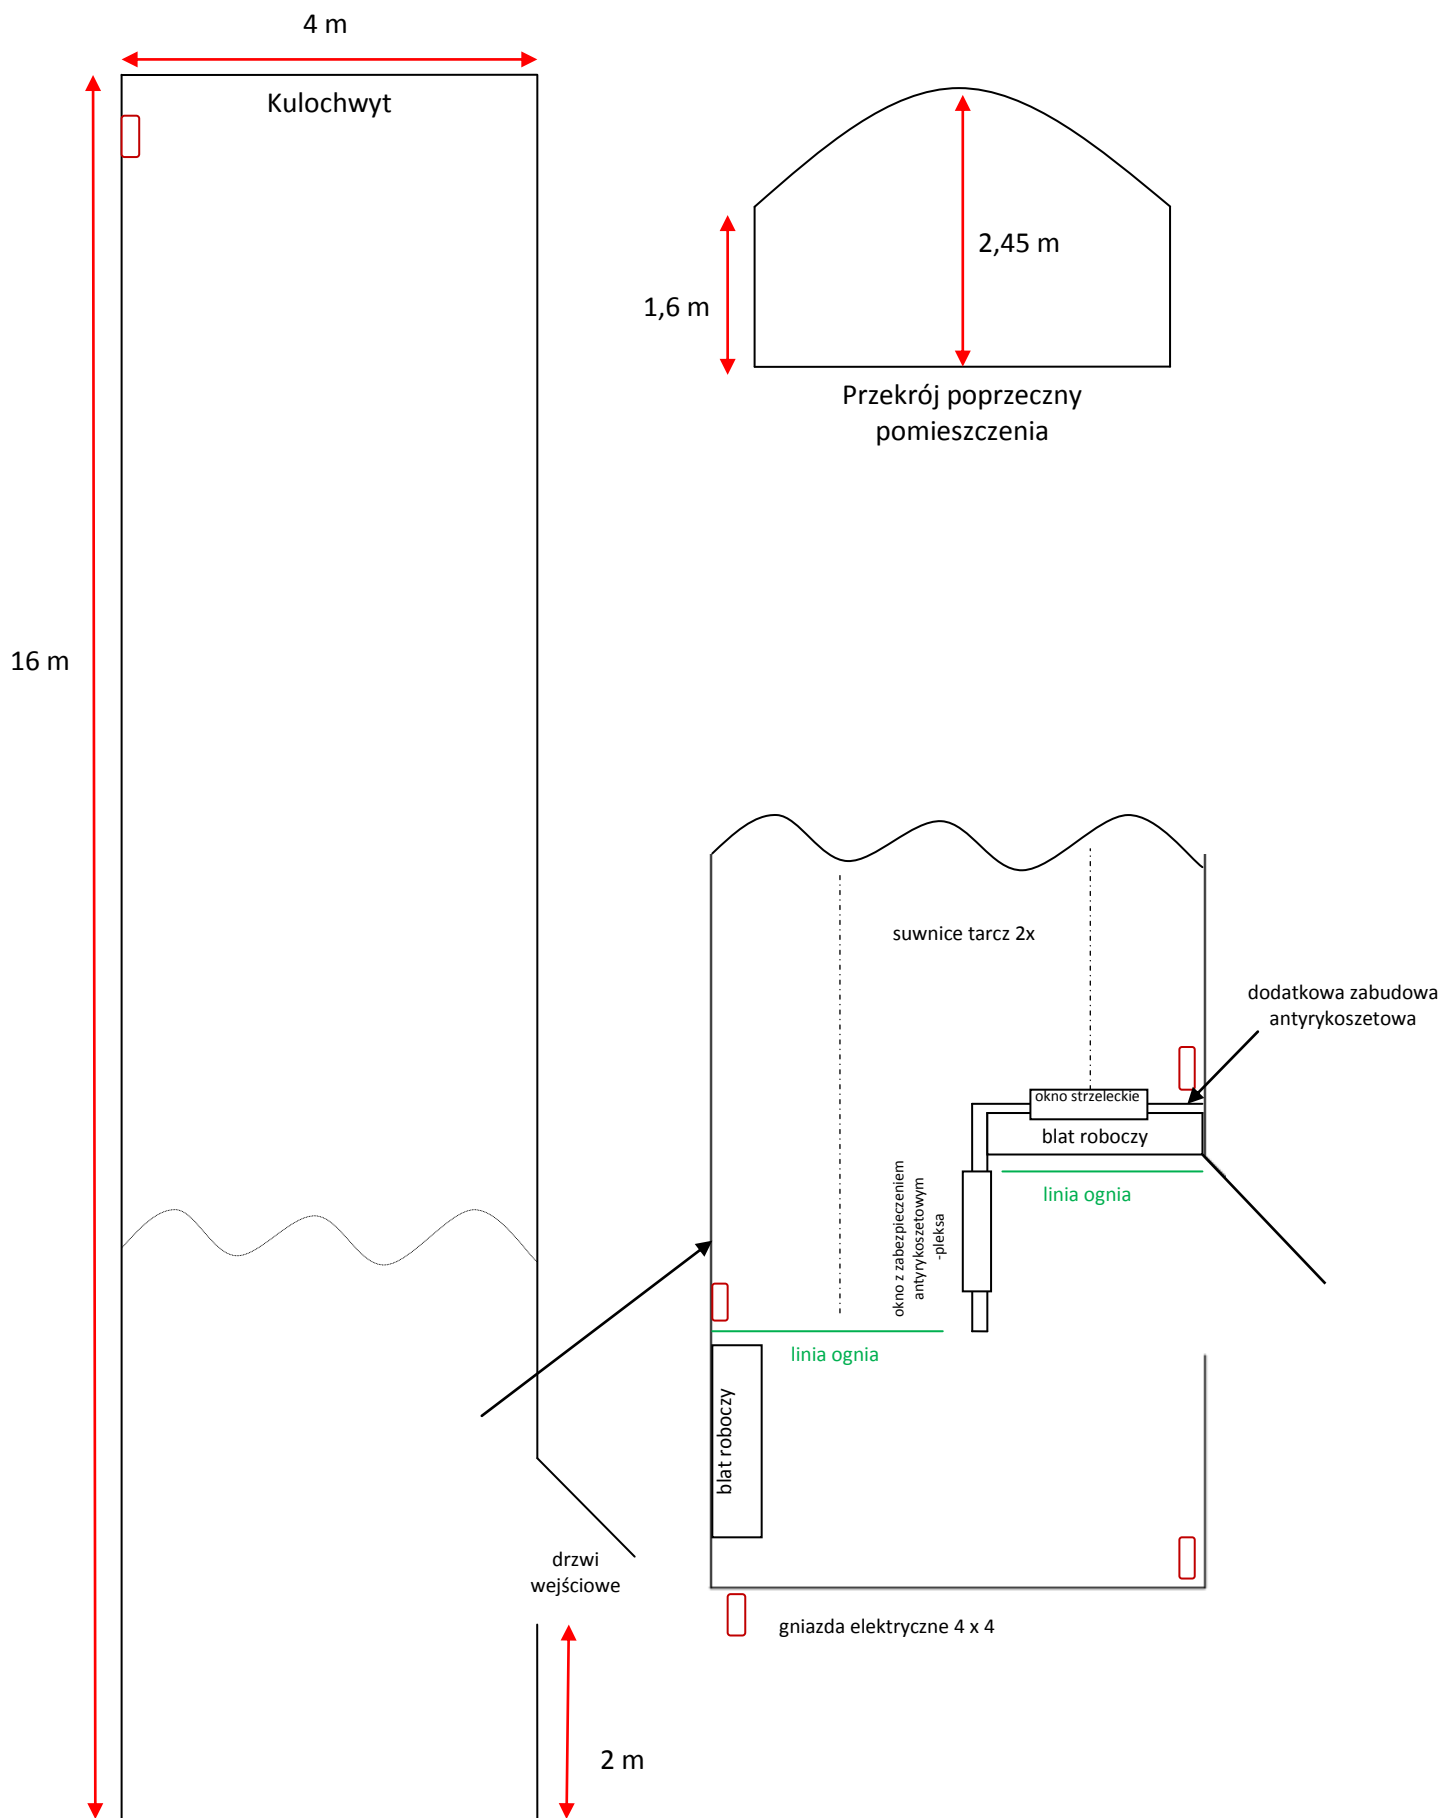 4 m
Kulochwyt
2,45 m
1,6 m
Przekrój poprzeczny
pomieszczenia
16 m
suwnice tarcz 2x
dodatkowa zabudowa
antyrykoszetowa
okno strzeleckie
blat roboczy
linia ognia
okno z zabezpieczeniem
antyrykoszetowym
-pleksa
linia ognia
blat roboczy
drzwi
wejściowe
gniazda elektryczne 4 x 4
2 m